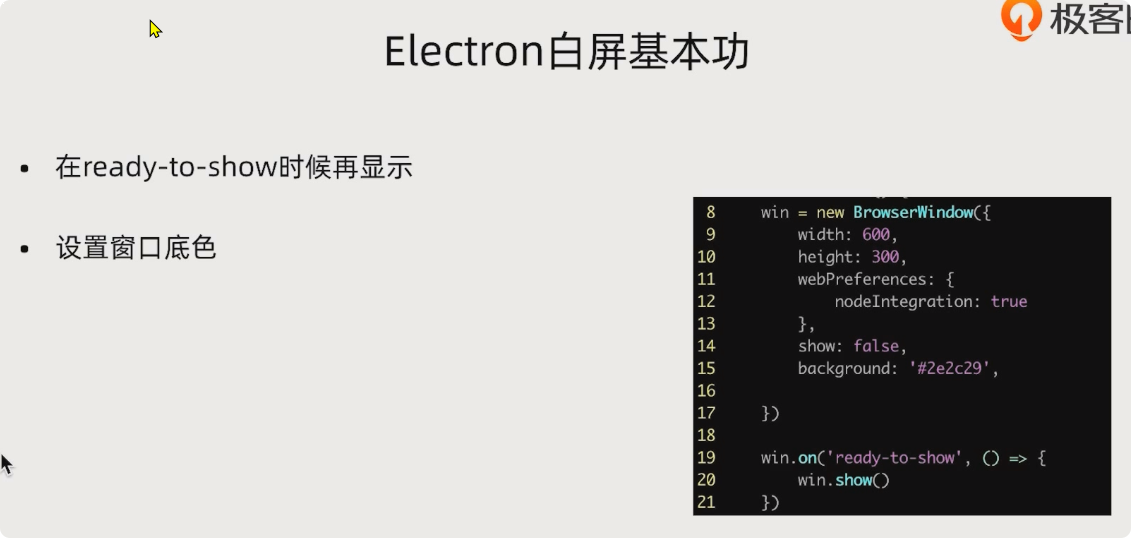 极客
Electron白屏基本功
• 在ready-to-show时候再显示
• 设置窗口底色
8 win = new BrowserWindow({
9 width: 600,
10 height: 300,
11 webPreferences: {
12 nodeIntegration: true
13 },
14 show: false,
15 background: '#2e2c29',
16
17 })
18
19 win.on('ready-to-show', () => {
20 win.show()
21 })